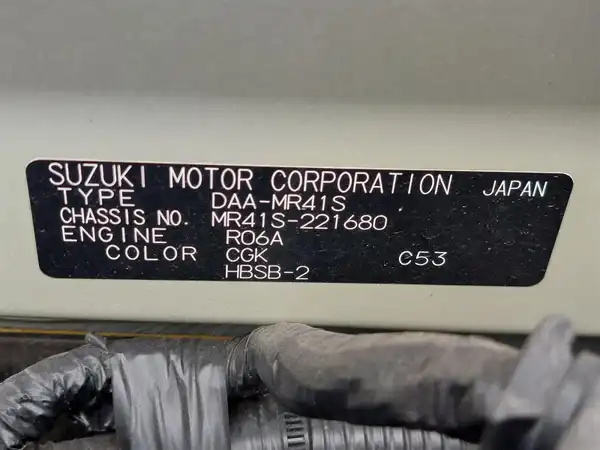 SUZUKI MOTOR CORPORATION JAPAN
TYPE DAA-MR41S
CHASSIS NO. MR41S-221680
ENGINE R06A
COLOR CGK C53
HBSB-2